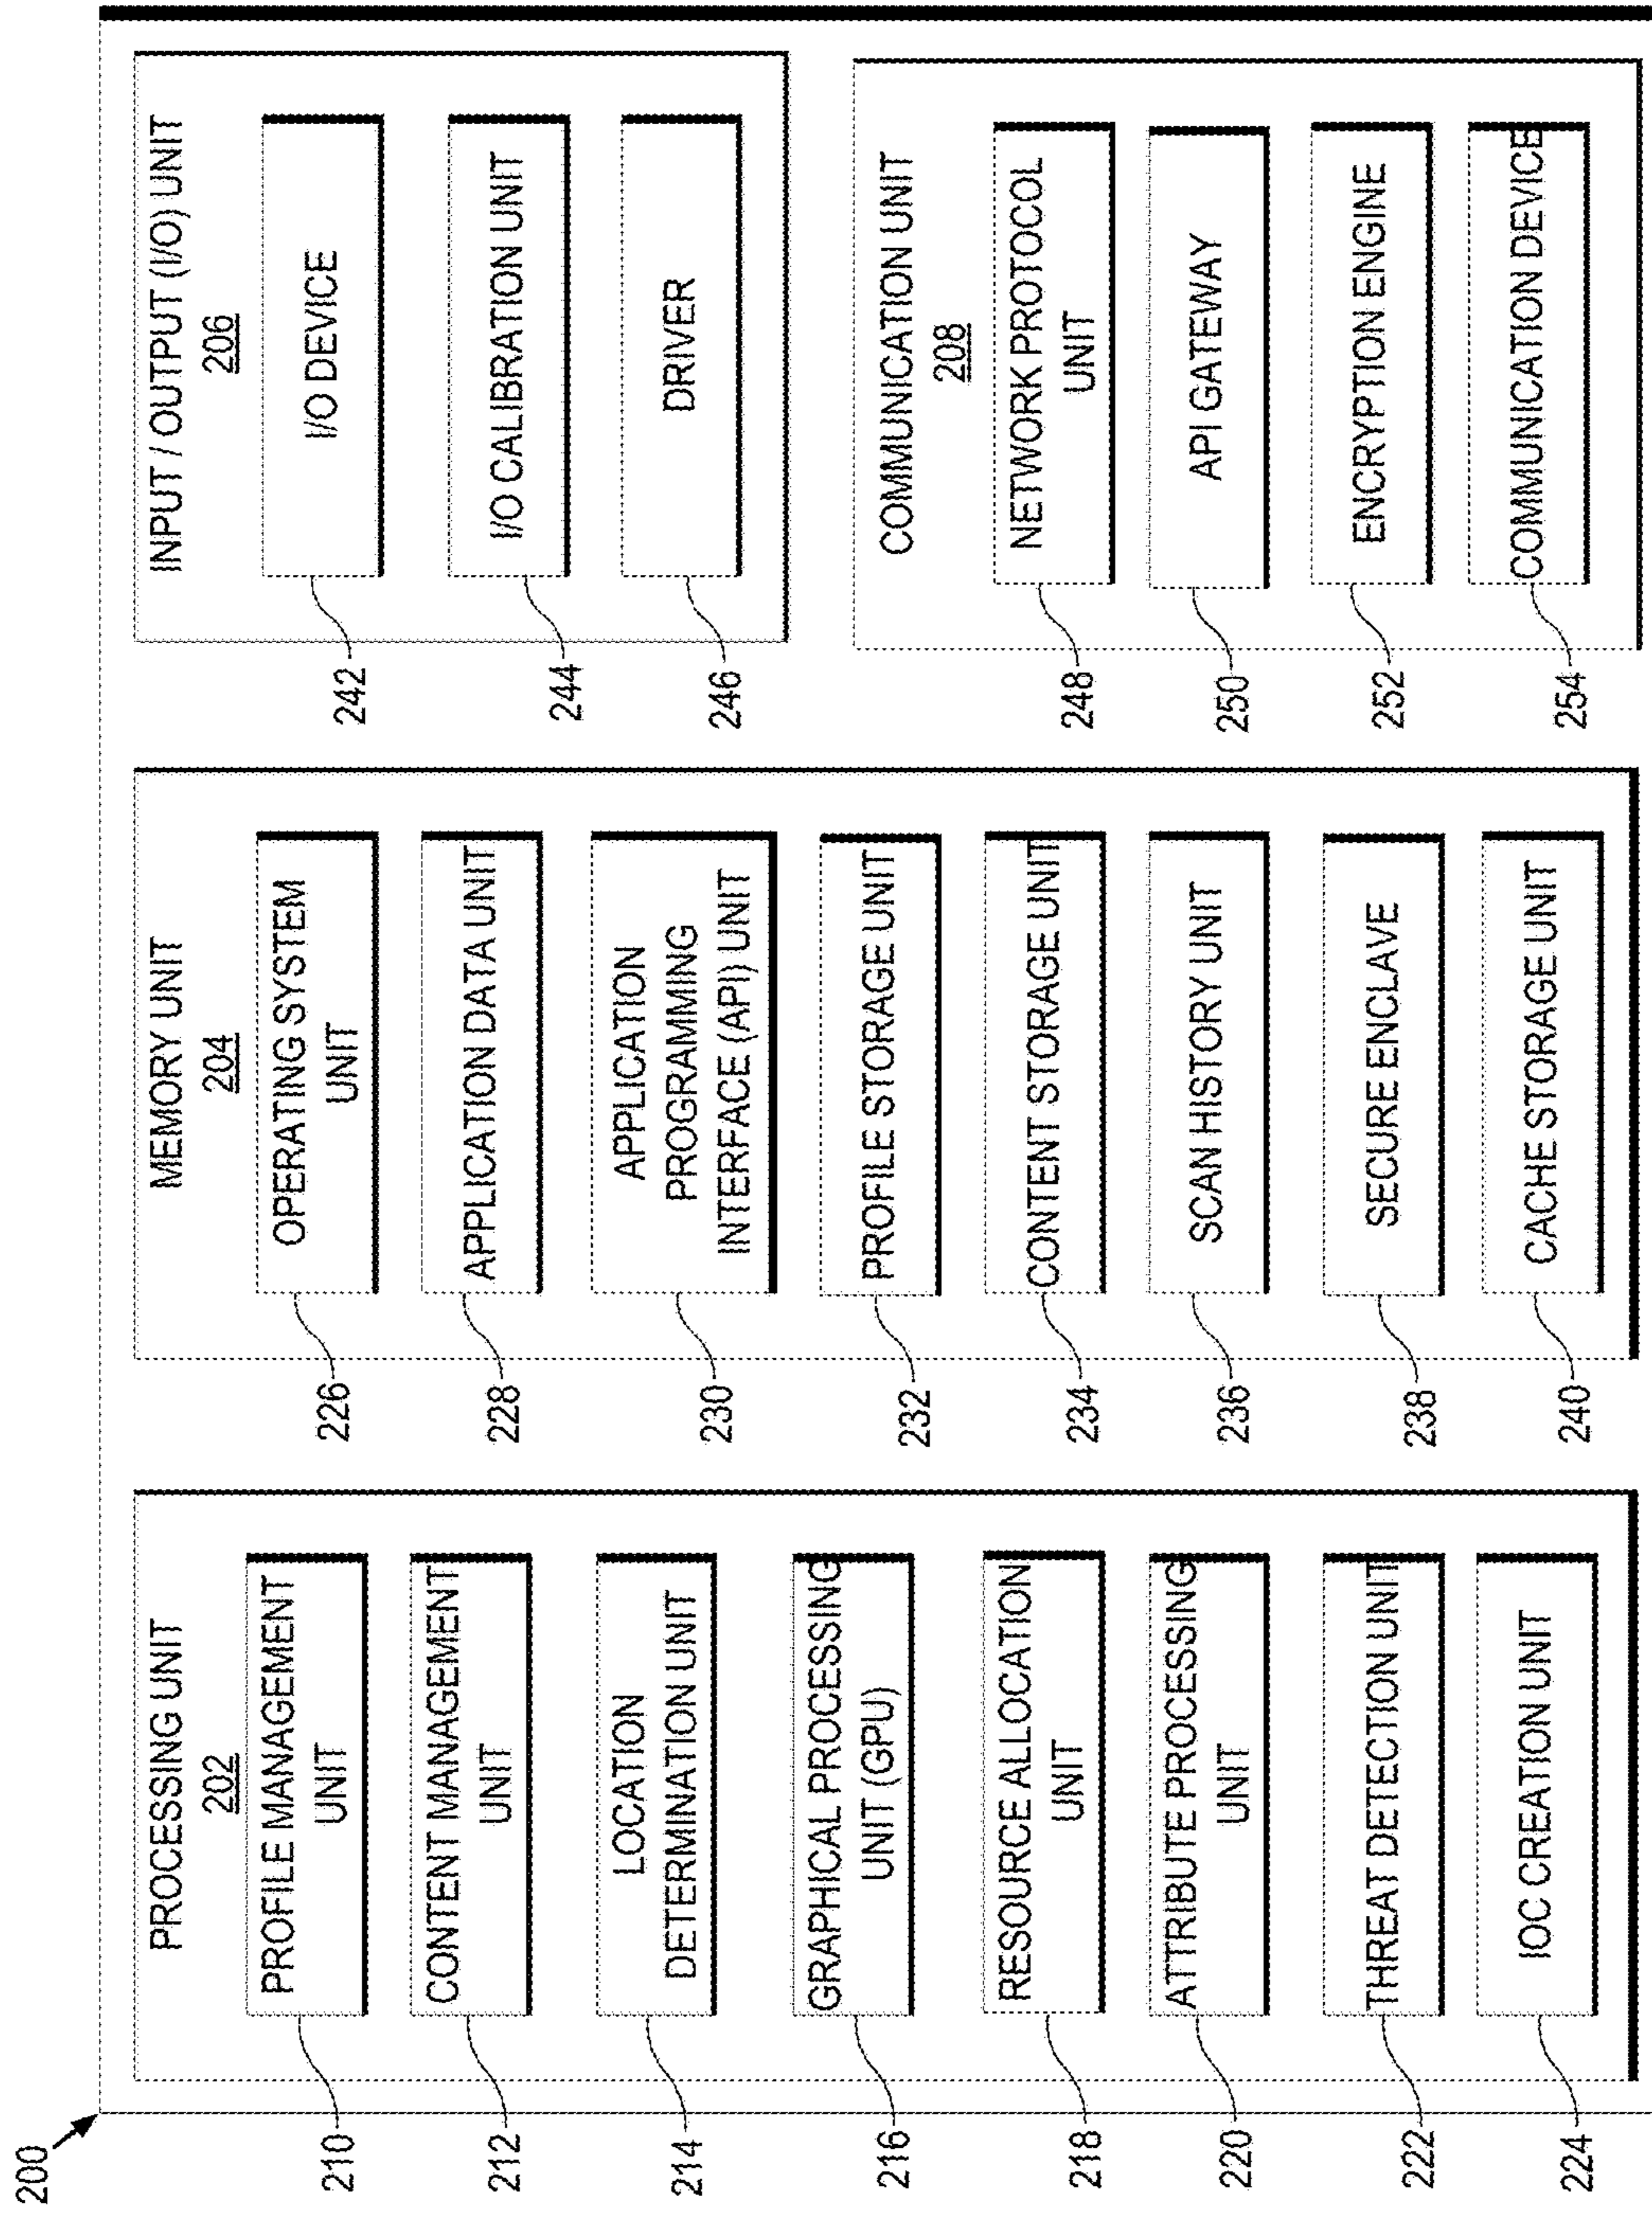 200
PROCESSING UNIT
202
PROFILE MANAGEMENT
UNIT
210
CONTENT MANAGEMENT
UNIT
212
LOCATION
DETERMINATION UNIT
214
GRAPHICAL PROCESSING
UNIT (GPU)
216
RESOURCE ALLOCATION
UNIT
218
ATTRIBUTE PROCESSING
UNIT
220
THREAT DETECTION UNIT
222
IOC CREATION UNIT
224
MEMORY UNIT
204
OPERATING SYSTEM
UNIT
226
APPLICATION DATA UNIT
228
APPLICATION
PROGRAMMING
INTERFACE (API) UNIT
230
PROFILE STORAGE UNIT
232
CONTENT STORAGE UNIT
234
SCAN HISTORY UNIT
236
SECURE ENCLAVE
238
CACHE STORAGE UNIT
240
INPUT / OUTPUT (I/O) UNIT
206
I/O DEVICE
242
I/O CALIBRATION UNIT
244
DRIVER
246
COMMUNICATION UNIT
208
NETWORK PROTOCOL
UNIT
248
API GATEWAY
250
ENCRYPTION ENGINE
252
COMMUNICATION DEVICE
254